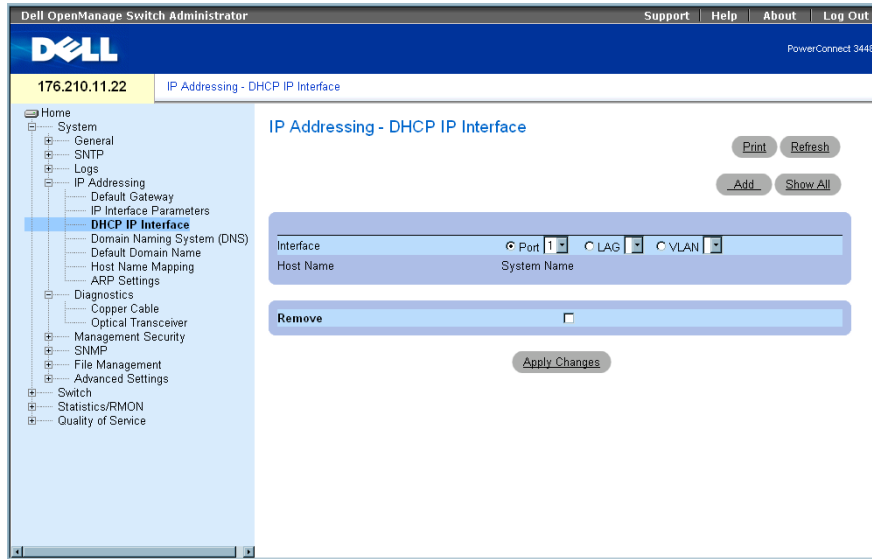 Dell OpenManage Switch Administrator
Support | Help | About | Log Out
DELL
PowerConnect 3448
176.210.11.22
IP Addressing - DHCP IP Interface
Home
System
General
SNTP
Logs
IP Addressing
Default Gateway
IP Interface Parameters
DHCP IP Interface
Domain Naming System (DNS)
Default Domain Name
Host Name Mapping
ARP Settings
Diagnostics
Copper Cable
Optical Transceiver
Management Security
SNMP
File Management
Advanced Settings
Switch
Statistics/RMON
Quality of Service
IP Addressing - DHCP IP Interface
Print Refresh
Add Show All
Interface Port 1 LAG VLAN
Host Name System Name
Remove
Apply Changes